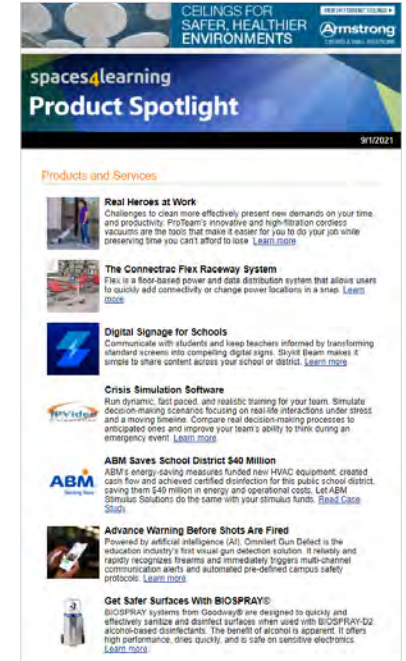 CEILINGS FOR
SAFER, HEALTHIER
ENVIRONMENTS
Armstrong
spaces4learning
Product Spotlight
9/1/2021
Products and Services
Real Heroes at Work
Challenges to clean more effectively present new demands on your time
and productivity. ProTeam's innovative and high-filtration cordless
vacuums are the tools that make it easier for you to do your job while
preserving time you can't afford to lose. Learn more.
The Connectrac Flex Raceway System
Flex is a floor-based power and data distribution system that allows users
to quickly add connectivity or change power locations in a snap. Learn
more.
Digital Signage for Schools
Communicate with students and keep teachers informed by transforming
standard screens into compelling digital signs. Skykit Beam makes it
simple to share content across your school or district. Learn more.
IPVideo
Crisis Simulation Software
Run dynamic, fast paced, and realistic training for your team. Simulate
decision-making scenarios focusing on real-life interactions under stress
and a moving timeline. Compare real decision-making processes to
anticipated ones and improve your team's ability to think during an
emergency event. Learn more.
ABM
ABM Saves School District $40 Million
ABM's energy-saving measures funded new HVAC equipment, created
cash flow and achieved certified disinfection for this public school district,
saving them $49 million in energy and operational costs. Let ABM
Stimulus Solutions do the same with your stimulus funds. Read Case
Study.
Advance Warning Before Shots Are Fired
Powered by artificial intelligence (AI), Omnilert Gun Detect is the
education industry's first visual gun detection solution. It reliably and
rapidly recognizes firearms and immediately triggers multi-channel
communication alerts and automated pre-defined campus safety
protocols. Learn more.
Get Safer Surfaces With BIOSPRAY®
BIOSPRAY systems from Goodway® are designed to quickly and
effectively sanitize and disinfect surfaces when used with BIOSPRAY-D2
alcohol-based disinfectants. The benefit of alcohol is apparent. It offers
high performance, dries quickly, and is safe on sensitive electronics.
Learn more.